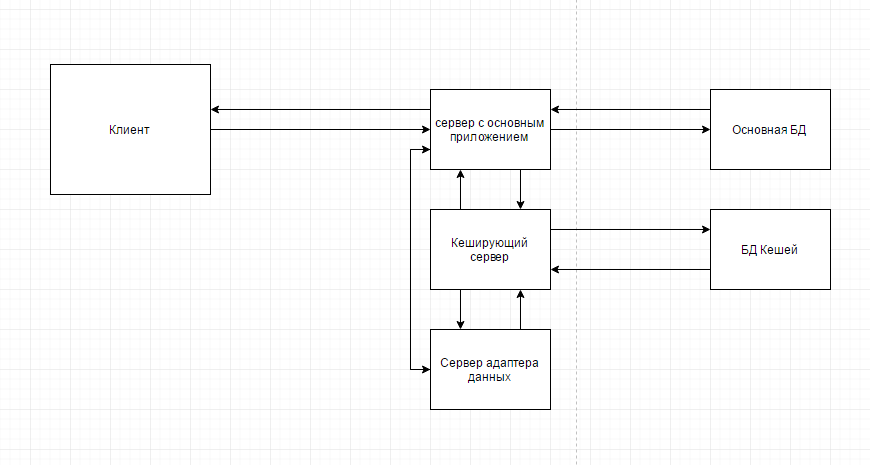 Клиент
сервер с основным
приложением
Основная БД
Кеширующий
сервер
БД Кешей
Сервер адаптера
данных